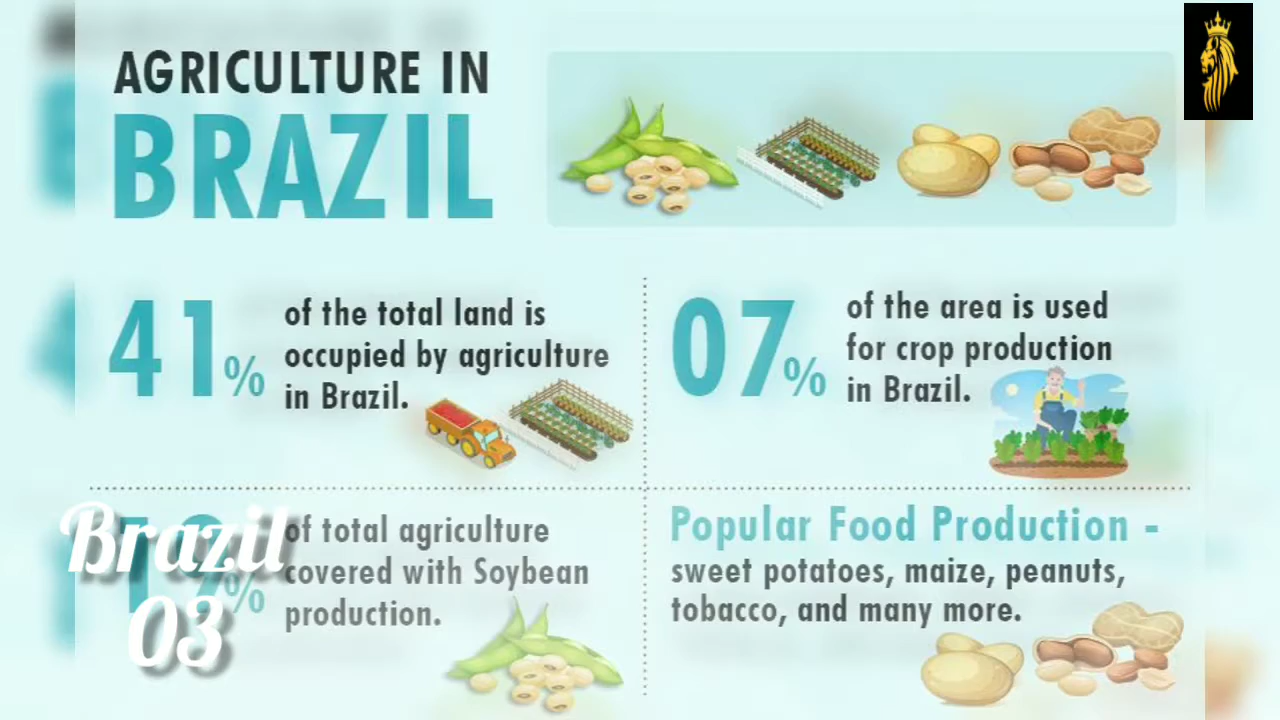 AGRICULTURE IN
BRAZIL
41%
of the total land is
occupied by agriculture
in Brazil.
07%
of the area is used
for crop production
in Brazil.
of total agriculture
covered with Soybean
production.
Popular Food Production -
sweet potatoes, maize, peanuts,
tobacco, and many more.
Brazil
03